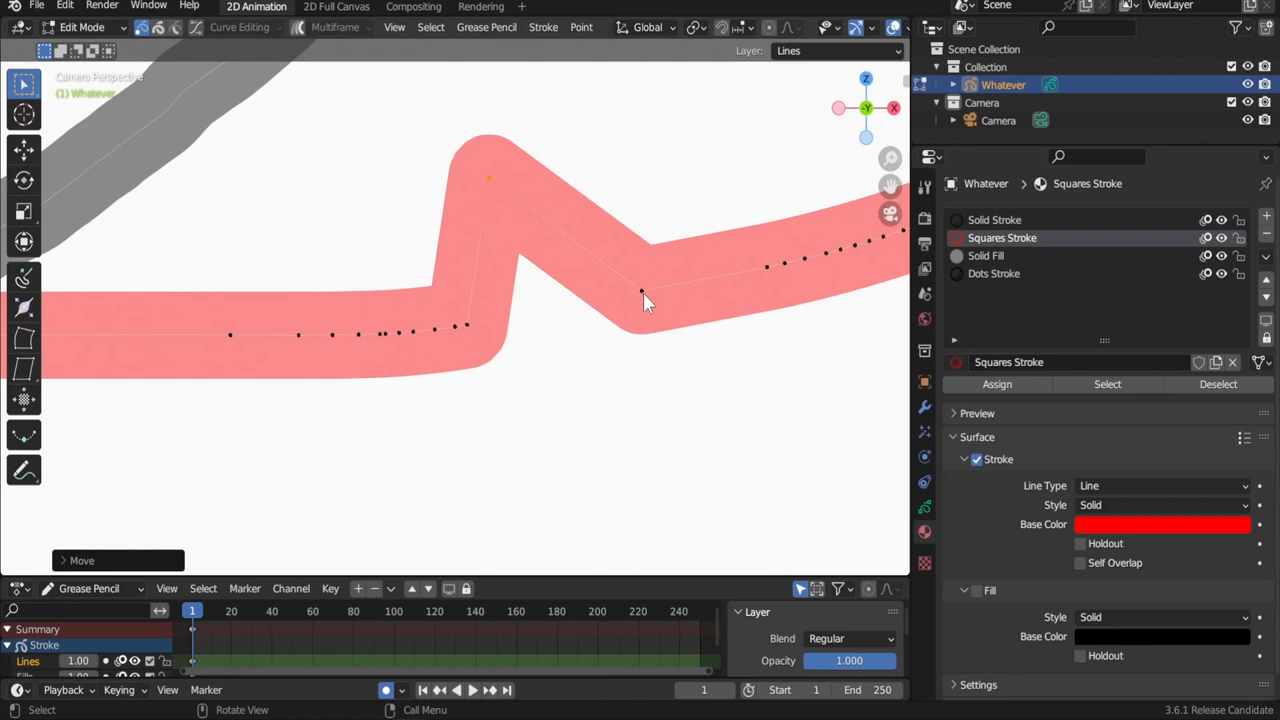 File Edit Render Window Help 2D Animation 2D Full Canvas Compositing Rendering + Scene ViewLayer
Edit Mode Curve Editing Multiframe View Select Grease Pencil Stroke Point Global
Layer: Lines
Camera Perspective
(1) Whatever
Z
-Y
X
Move
Scene Collection
Collection
Whatever
Camera
Camera
Whatever > Squares Stroke
Solid Stroke
Squares Stroke
Solid Fill
Dots Stroke
Squares Stroke
Assign Select Deselect
Preview
Surface
Stroke
Line Type Line
Style Solid
Base Color
Holdout
Self Overlap
Fill
Style Solid
Base Color
Holdout
Settings
Grease Pencil View Select Marker Channel Key
1 20 40 60 80 100 120 140 160 180 200 220 240
Summary
Stroke
Lines 1.00
Layer
Blend Regular
Opacity 1.000
Playback Keying View Marker 1 Start 1 End 250
Select Rotate View Call Menu 3.6.1 Release Candidate